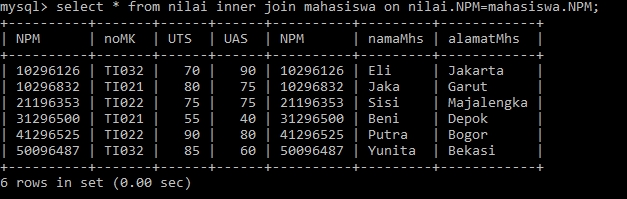 mysql> select * from nilai inner join mahasiswa on nilai.NPM=mahasiswa.NPM;
+----------+-------+------+------+----------+---------+------------+
| NPM      | noMK  | UTS  | UAS  | NPM      | namaMhs | alamatMhs  |
+----------+-------+------+------+----------+---------+------------+
| 10296126 | TI032 |   70 |   90 | 10296126 | Eli     | Jakarta    |
| 10296832 | TI021 |   80 |   75 | 10296832 | Jaka    | Garut      |
| 21196353 | TI022 |   75 |   75 | 21196353 | Sisi    | Majalengka |
| 31296500 | TI021 |   55 |   40 | 31296500 | Beni    | Depok      |
| 41296525 | TI022 |   90 |   80 | 41296525 | Putra   | Bogor      |
| 50096487 | TI032 |   85 |   60 | 50096487 | Yunita  | Bekasi     |
+----------+-------+------+------+----------+---------+------------+
6 rows in set (0.00 sec)